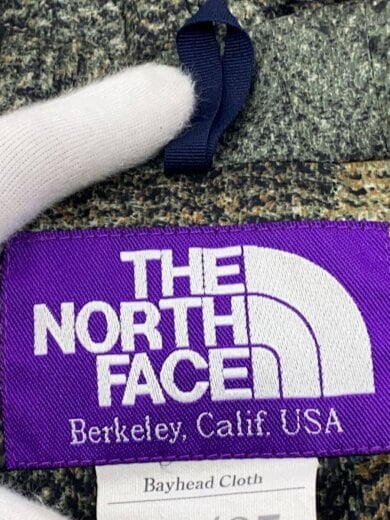 THE
NORTH
FACE
Berkeley, Calif. USA
Bayhead Cloth